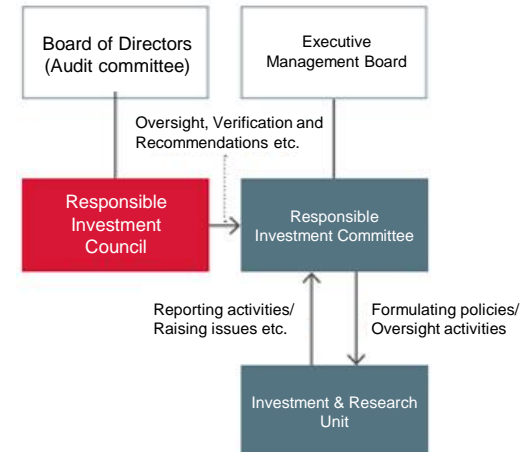 Board of Directors
(Audit committee)
Executive
Management Board
Oversight, Verification and
Recommendations etc.
Responsible
Investment
Council
Responsible
Investment Committee
Reporting activities/
Raising issues etc.
Formulating policies/
Oversight activities
Investment & Research
Unit